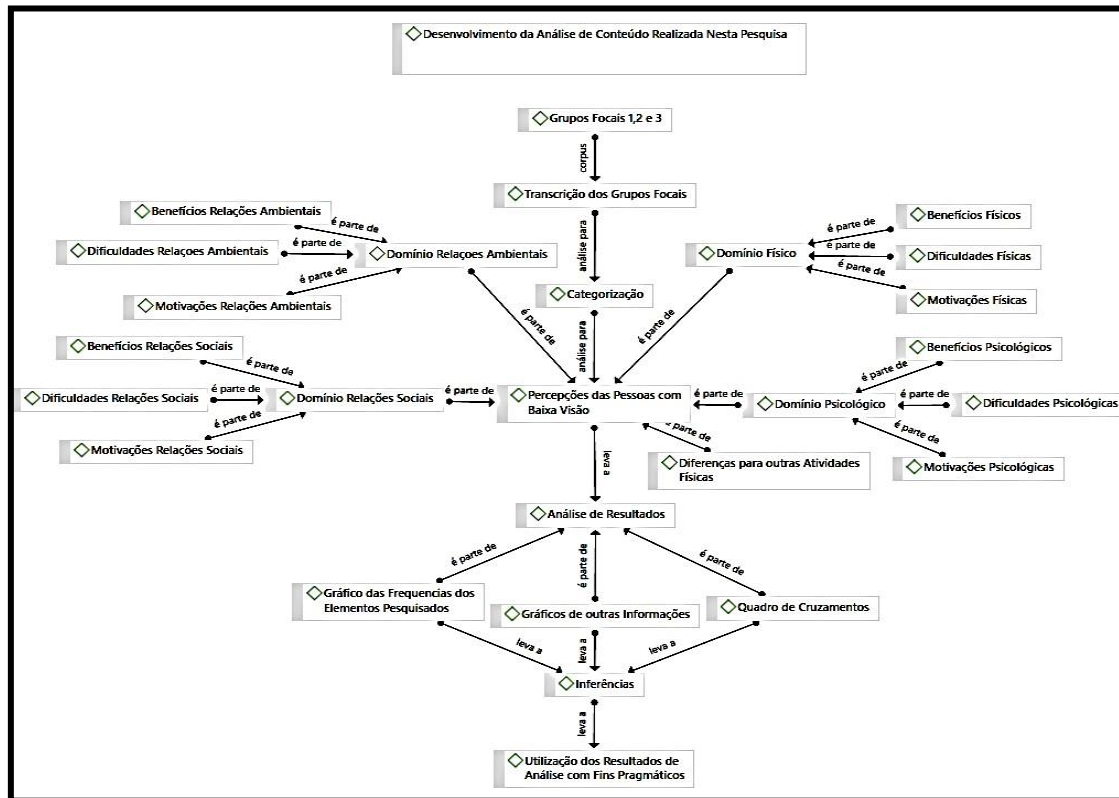 Desenvolvimento da Análise de Conteúdo Realizada Nesta Pesquisa
Grupos Focais 1,2 e 3
corpus
Transcrição dos Grupos Focais
análise para
Categorização
análise para
Benefícios Relações Ambientais
é parte de
Dificuldades Relaçoes Ambientais
é parte de
Motivações Relações Ambientais
é parte de
Domínio Relaçoes Ambientais
é parte de
Benefícios Físicos
é parte de
Dificuldades Físicas
é parte de
Motivações Físicas
é parte de
Domínio Físico
é parte de
Benefícios Relações Sociais
é parte de
Dificuldades Relações Sociais
é parte de
Motivações Relações Sociais
é parte de
Domínio Relações Sociais
é parte de
Percepções das Pessoas com
Baixa Visão
é parte de
Domínio Psicológico
Benefícios Psicológicos
é parte de
Dificuldades Psicológicas
é parte de
Motivações Psicológicas
é parte de
é parte de
Diferenças para outras Atividades
Físicas
leva a
Análise de Resultados
é parte de
é parte de
é parte de
Gráfico das Frequencias dos
Elementos Pesquisados
Gráficos de outras Informações
Quadro de Cruzamentos
leva a
leva a
leva a
Inferências
leva a
Utilização dos Resultados de
Análise com Fins Pragmáticos